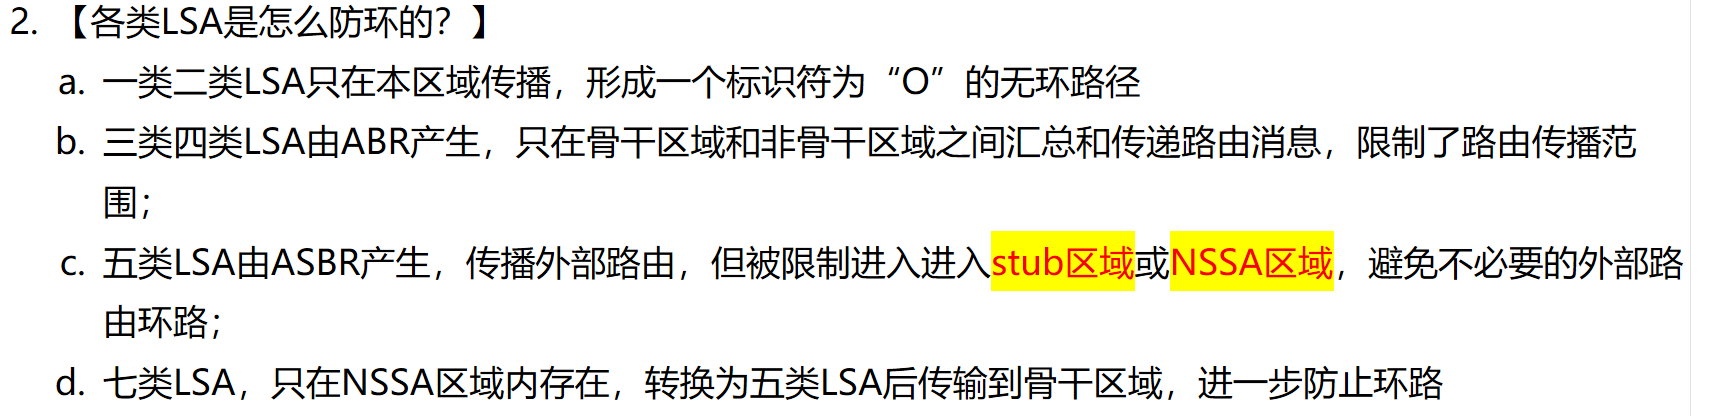 2. 【各类LSA是怎么防环的？】
a. 一类二类LSA只在本区域传播，形成一个标识符为“O”的无环路径
b. 三类四类LSA由ABR产生，只在骨干区域和非骨干区域之间汇总和传递路由消息，限制了路由传播范
围；
c. 五类LSA由ASBR产生，传播外部路由，但被限制进入进入stub区域或NSSA区域，避免不必要的外部路
由环路；
d. 七类LSA，只在NSSA区域内存在，转换为五类LSA后传输到骨干区域，进一步防止环路